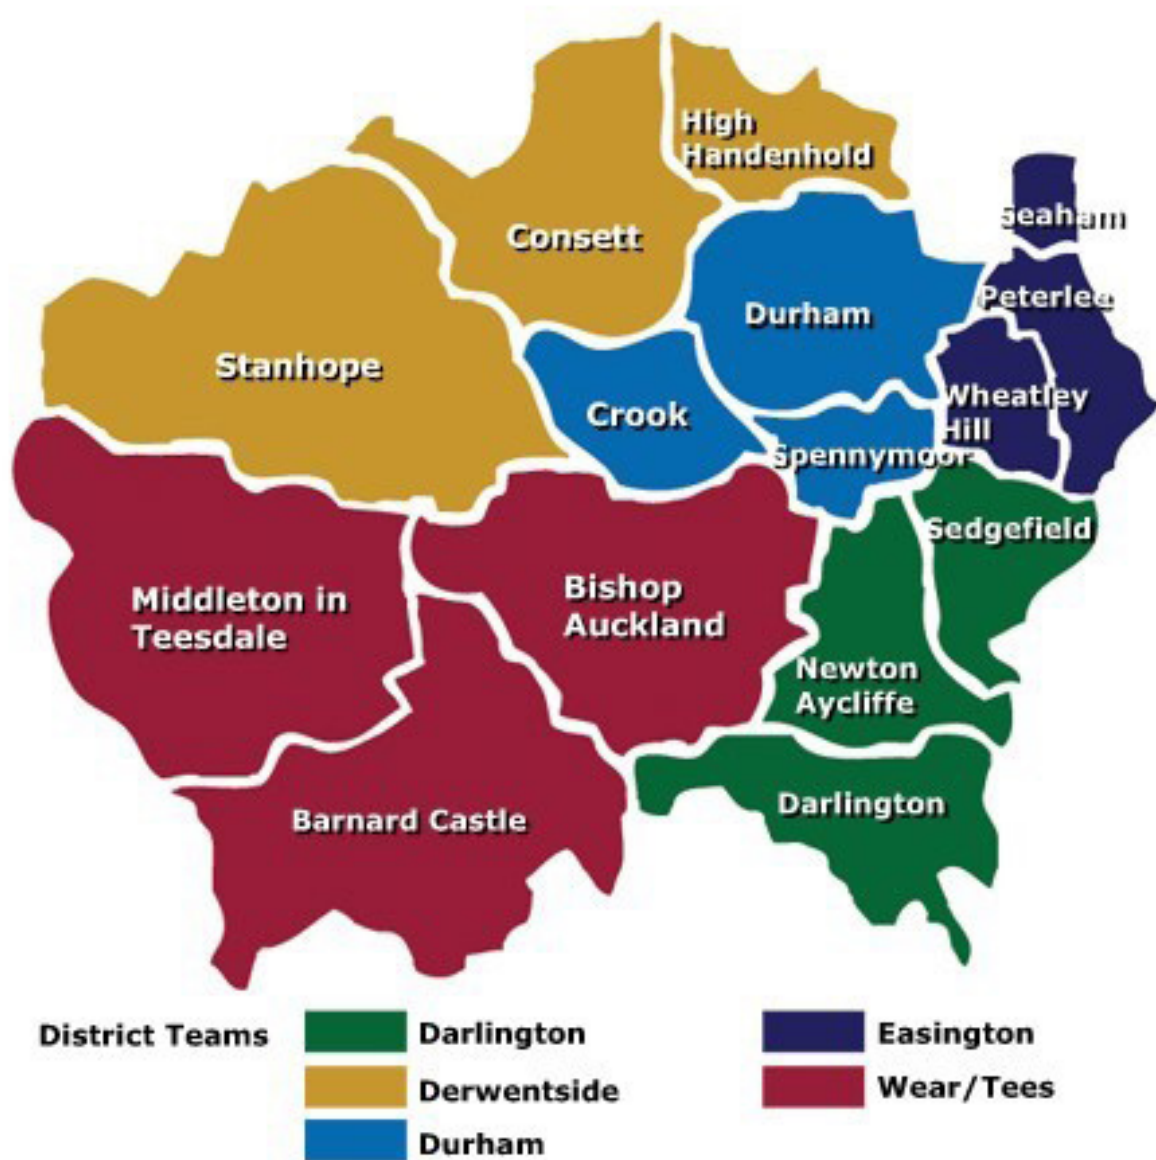 High
Handenhold
Seaham
Consett
Peterlee
Durham
Stanhope
Wheatley
Hill
Crook
Spennymoor
Sedgefield
Middleton in
Teesdale
Bishop
Auckland
Newton
Aycliffe
Darlington
Barnard Castle
District Teams
Darlington
Derwentside
Durham
Easington
Wear/Tees